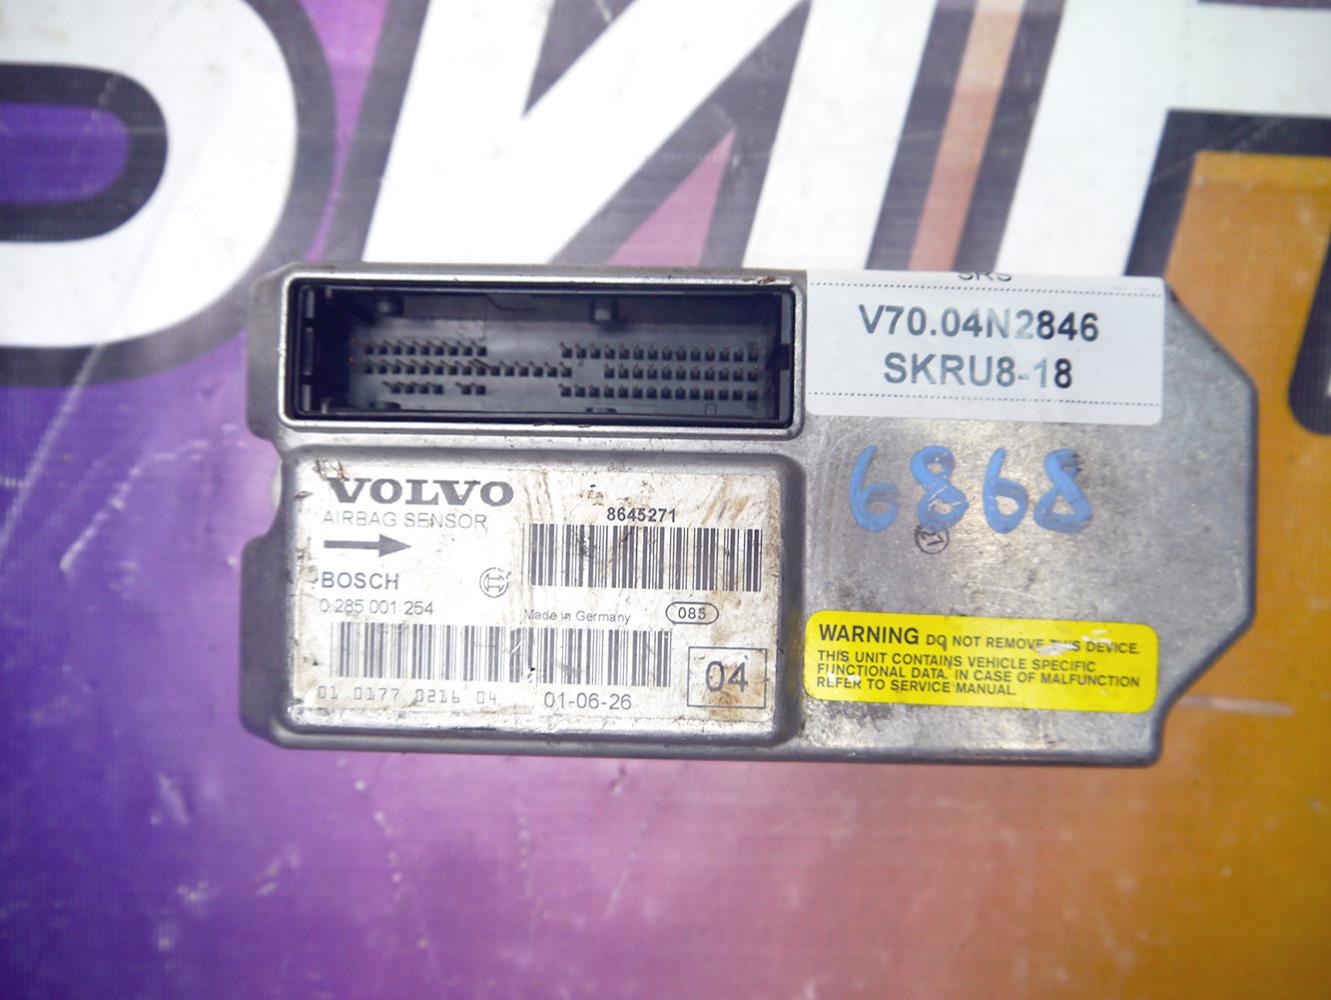 SRS
V70.04N2846
SKRU8-18
6868
VOLVO
AIRBAG SENSOR
8645271
BOSCH
0 285 001 254
Made in Germany
085
01 0177 0216 04
01-06-26
04
WARNING DO NOT REMOVE THIS DEVICE.
THIS UNIT CONTAINS VEHICLE SPECIFIC
FUNCTIONAL DATA. IN CASE OF MALFUNCTION
REFER TO SERVICE MANUAL.